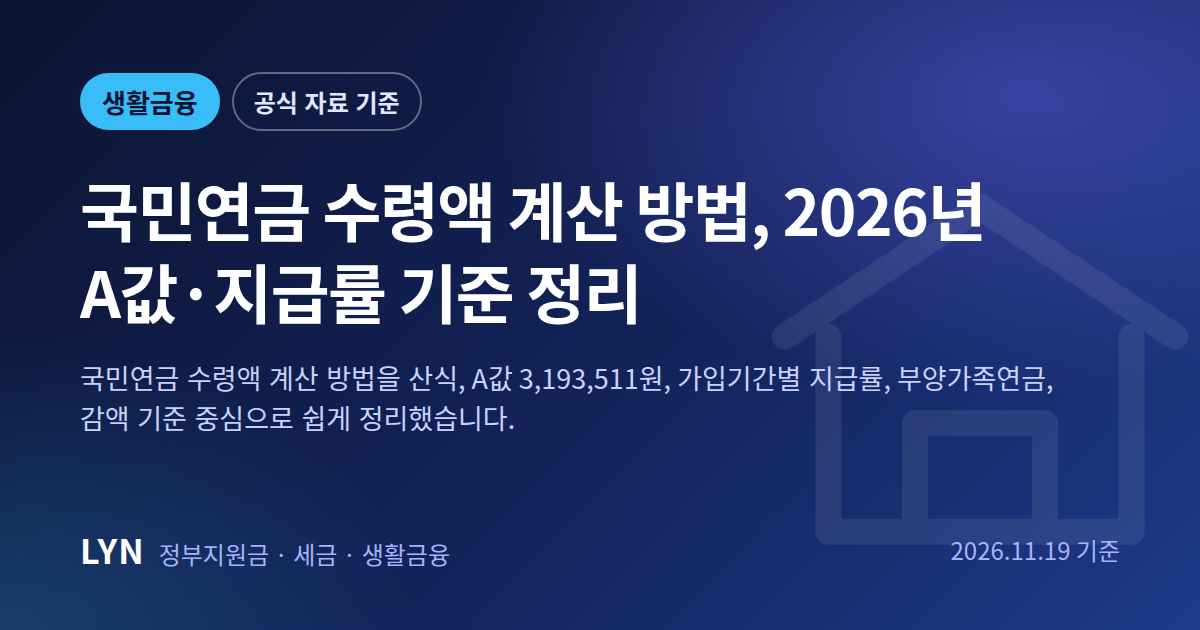 생활금융 공식 자료 기준
국민연금 수령액 계산 방법, 2026년
A값·지급률 기준 정리
국민연금 수령액 계산 방법을 산식, A값 3,193,511원, 가입기간별 지급률, 부양가족연금,
감액 기준 중심으로 쉽게 정리했습니다.
LYN 정부지원금 · 세금 · 생활금융
2026.11.19 기준